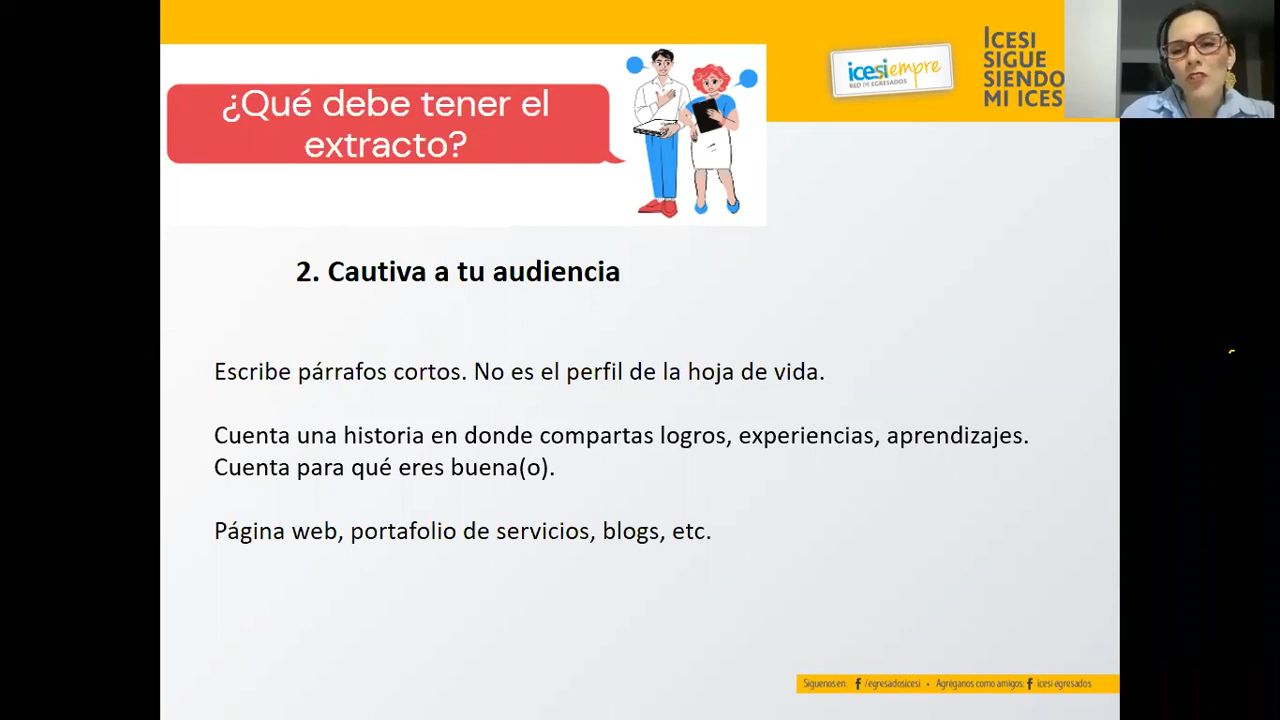 ¿Qué debe tener el
extracto?
icesiempre
RED DE EGRESADOS
ICESI
SIGUE
SIENDO
MI ICES
2. Cautiva a tu audiencia
Escribe párrafos cortos. No es el perfil de la hoja de vida.
Cuenta una historia en donde compartas logros, experiencias, aprendizajes.
Cuenta para qué eres buena(o).
Página web, portafolio de servicios, blogs, etc.
Síguenos en: /egresadosicesi • Agréganos como amigos: icesi egresados.